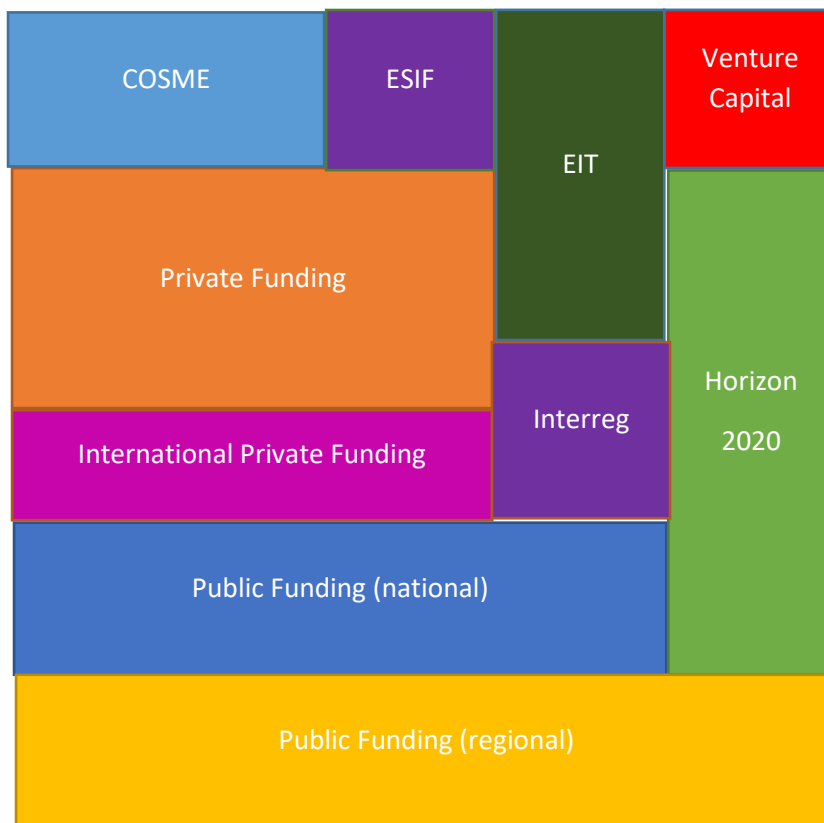 COSME
ESIF
Venture
Capital
EIT
Private Funding
Horizon
2020
Interreg
International Private Funding
Public Funding (national)
Public Funding (regional)